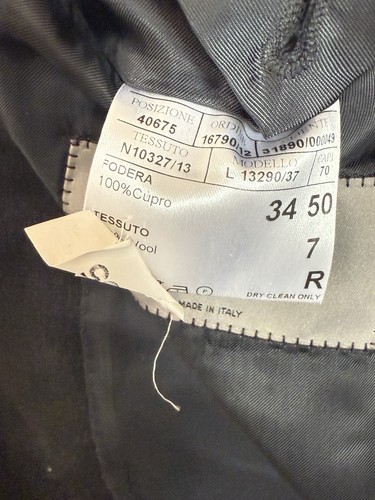 POSIZIONE
40675
16790/12 31890/00049
TESSUTO MODELLO CAPI
N10327/13 L 13290/37 70
FODERA
100%Cupro
34 50
TESSUTO
7
R
DRY CLEAN ONLY
MADE IN ITALY